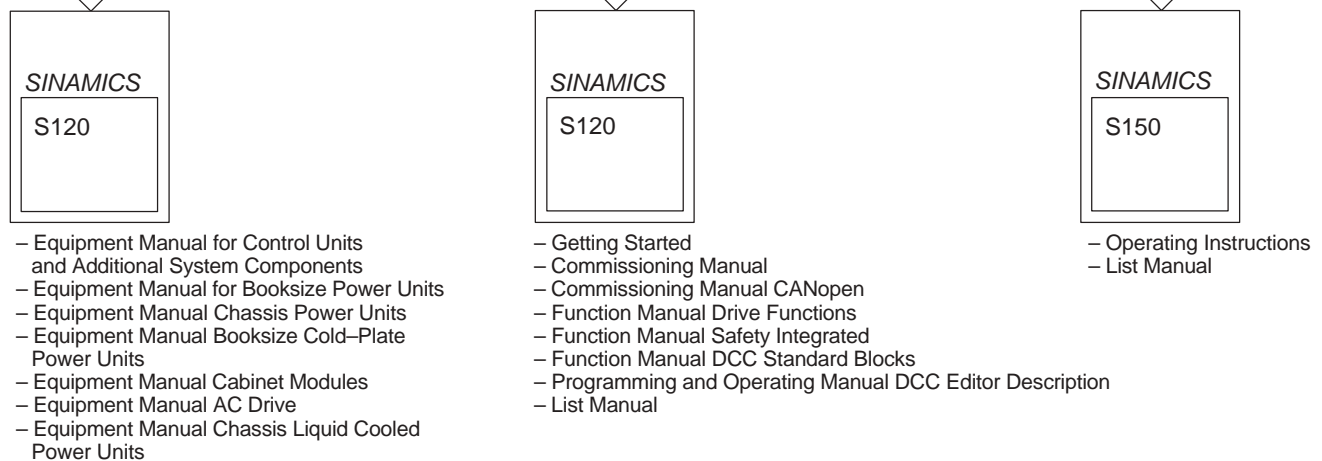 SINAMICS
S120
– Equipment Manual for Control Units
and Additional System Components
– Equipment Manual for Booksize Power Units
– Equipment Manual Chassis Power Units
– Equipment Manual Booksize Cold–Plate
Power Units
– Equipment Manual Cabinet Modules
– Equipment Manual AC Drive
– Equipment Manual Chassis Liquid Cooled
Power Units
SINAMICS
S120
– Getting Started
– Commissioning Manual
– Commissioning Manual CANopen
– Function Manual Drive Functions
– Function Manual Safety Integrated
– Function Manual DCC Standard Blocks
– Programming and Operating Manual DCC Editor Description
– List Manual
SINAMICS
S150
– Operating Instructions
– List Manual